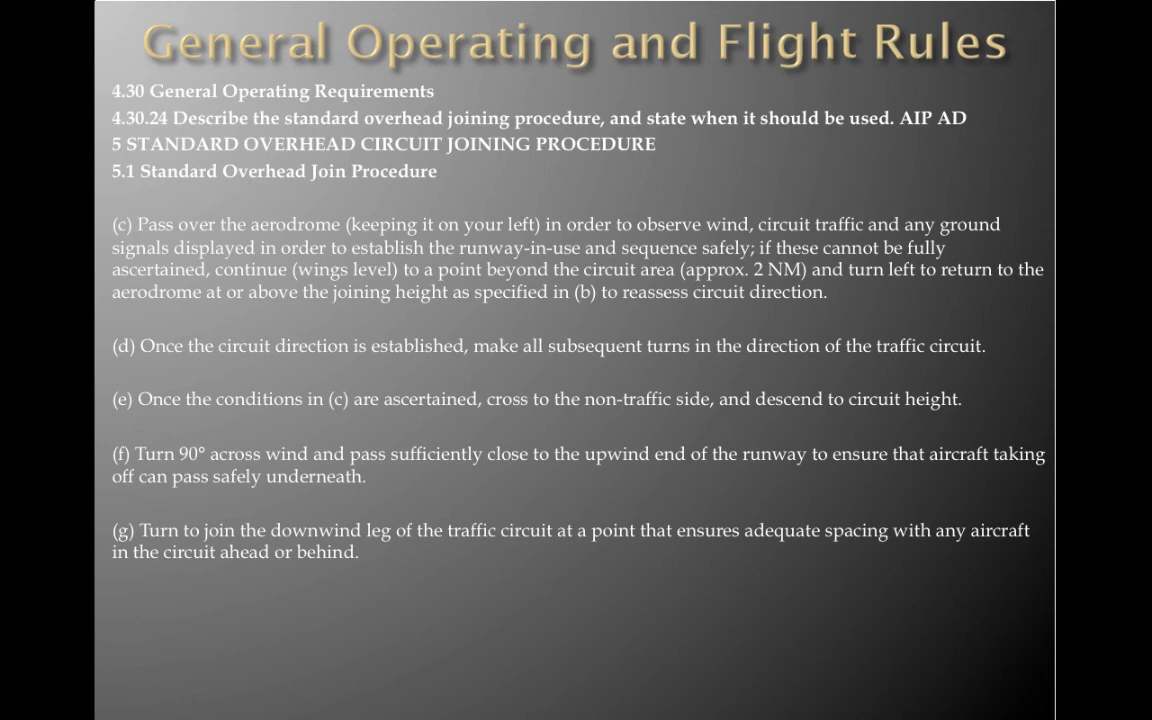 General Operating and Flight Rules
4.30 General Operating Requirements
4.30.24 Describe the standard overhead joining procedure, and state when it should be used. AIP AD
5 STANDARD OVERHEAD CIRCUIT JOINING PROCEDURE
5.1 Standard Overhead Join Procedure
(c) Pass over the aerodrome (keeping it on your left) in order to observe wind, circuit traffic and any ground
signals displayed in order to establish the runway-in-use and sequence safely; if these cannot be fully
ascertained, continue (wings level) to a point beyond the circuit area (approx. 2 NM) and turn left to return to the
aerodrome at or above the joining height as specified in (b) to reassess circuit direction.
(d) Once the circuit direction is established, make all subsequent turns in the direction of the traffic circuit.
(e) Once the conditions in (c) are ascertained, cross to the non-traffic side, and descend to circuit height.
(f) Turn 90° across wind and pass sufficiently close to the upwind end of the runway to ensure that aircraft taking
off can pass safely underneath.
(g) Turn to join the downwind leg of the traffic circuit at a point that ensures adequate spacing with any aircraft
in the circuit ahead or behind.